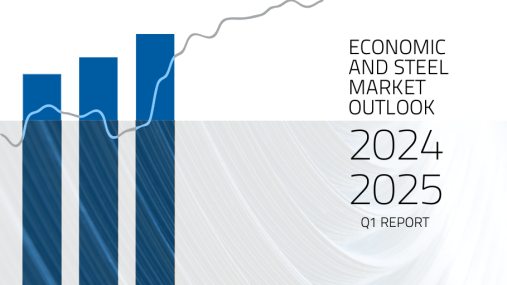 ECONOMIC
AND STEEL
MARKET
OUTLOOK
2024
2025
Q1 REPORT